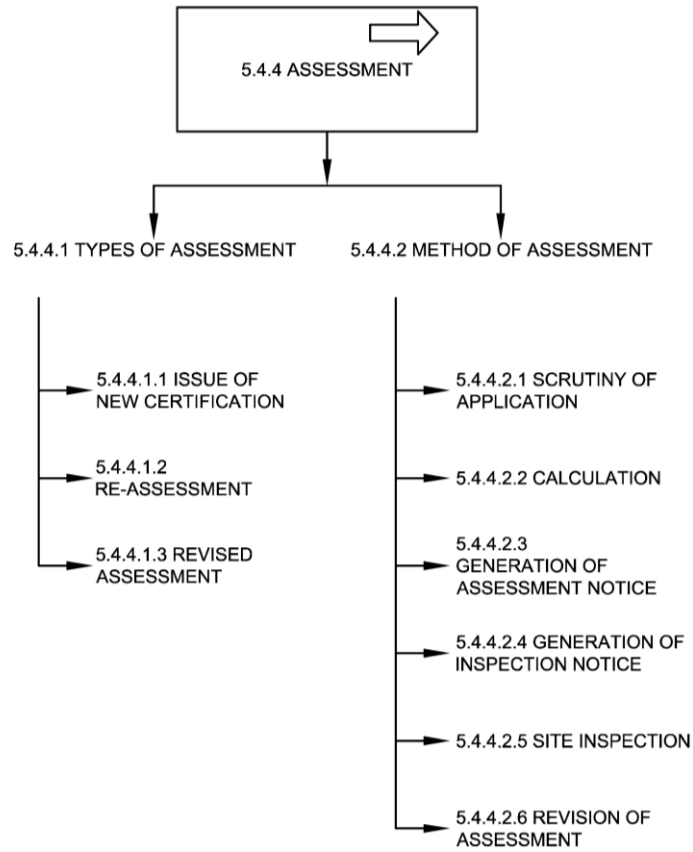 5.4.4 ASSESSMENT
5.4.4.1 TYPES OF ASSESSMENT
5.4.4.2 METHOD OF ASSESSMENT
5.4.4.1.1 ISSUE OF
NEW CERTIFICATION
5.4.4.1.2
RE-ASSESSMENT
5.4.4.1.3 REVISED
ASSESSMENT
5.4.4.2.1 SCRUTINY OF
APPLICATION
5.4.4.2.2 CALCULATION
5.4.4.2.3
GENERATION OF
ASSESSMENT NOTICE
5.4.4.2.4 GENERATION OF
INSPECTION NOTICE
5.4.4.2.5 SITE INSPECTION
5.4.4.2.6 REVISION OF
ASSESSMENT